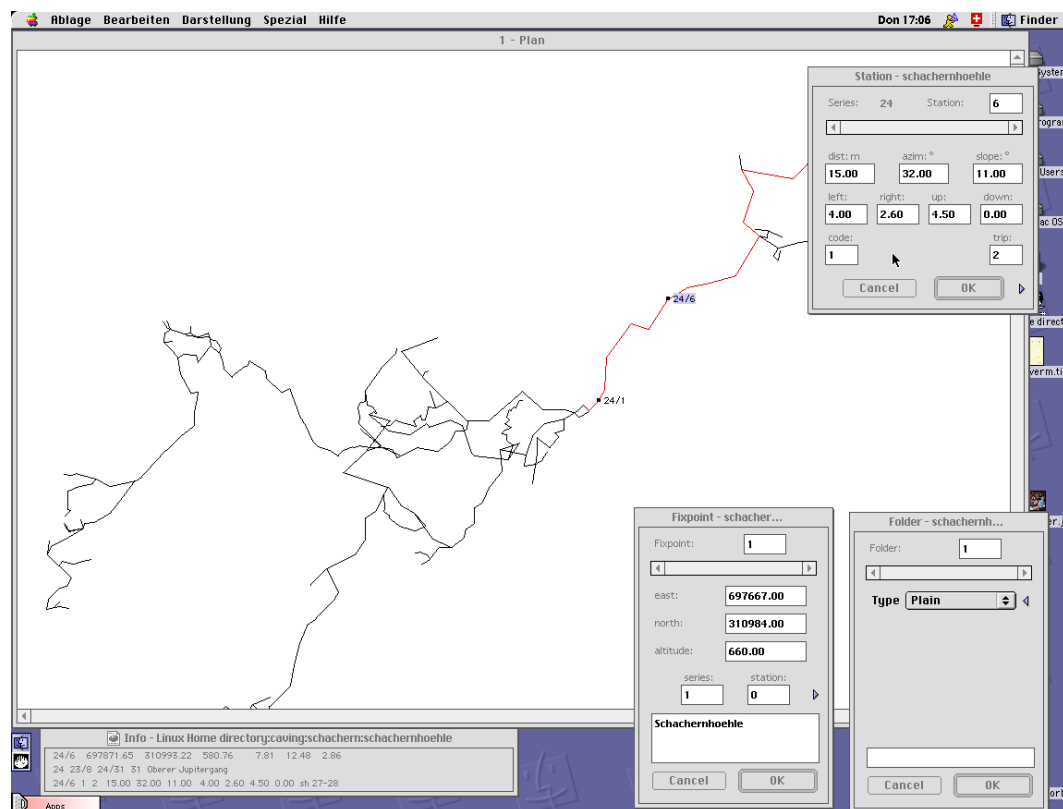 Ablage Bearbeiten Darstellung Spezial Hilfe
Don 17:06
Finder
1 - Plan
24/6
24/1
Station - schachernhoehle
Series: 24 Station: 6
dist: m azim: ° slope: °
15.00 32.00 11.00
left: right: up: down:
4.00 2.60 4.50 0.00
code: trip:
1 2
Cancel OK
Fixpoint - schacher...
Fixpoint: 1
east: 697667.00
north: 310984.00
altitude: 660.00
series: station:
1 0
Schachernhoehle
Cancel OK
Folder - schachernh...
Folder: 1
Type Plain
Cancel OK
Info - Linux Home directory:caving:schachern:schachernhoehle
24/6 697871.65 310993.22 580.76 7.81 12.48 2.86
24 23/8 24/31 31 Oberer Jupitergang
24/6 1 2 15.00 32.00 11.00 4.00 2.60 4.50 0.00 sh 27-28
Apps
Users